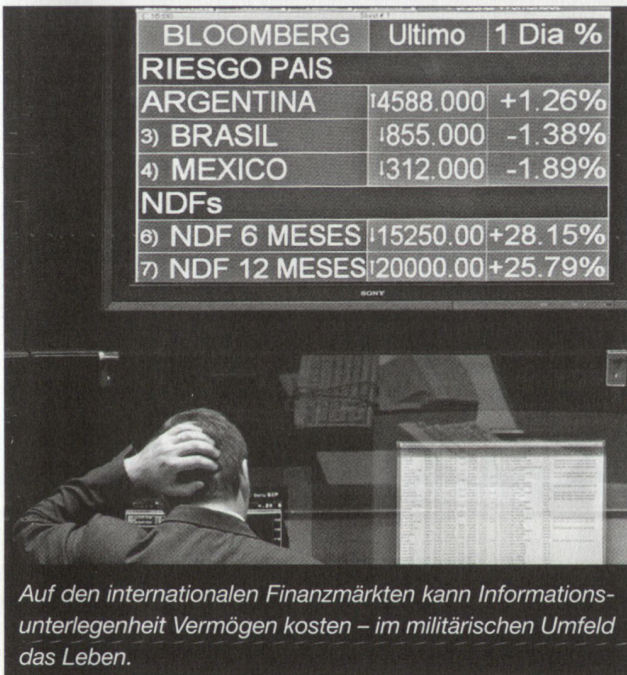 BLOOMBERG Ultimo 1 Dia %
RIESGO PAIS
ARGENTINA ↑4588.000 +1.26%
3) BRASIL ↓855.000 -1.38%
4) MEXICO ↓312.000 -1.89%
NDFs
6) NDF 6 MESES ↓15250.00 +28.15%
7) NDF 12 MESES ↑20000.00 +25.79%
SONY
Auf den internationalen Finanzmärkten kann Informations-
unterlegenheit Vermögen kosten – im militärischen Umfeld
das Leben.